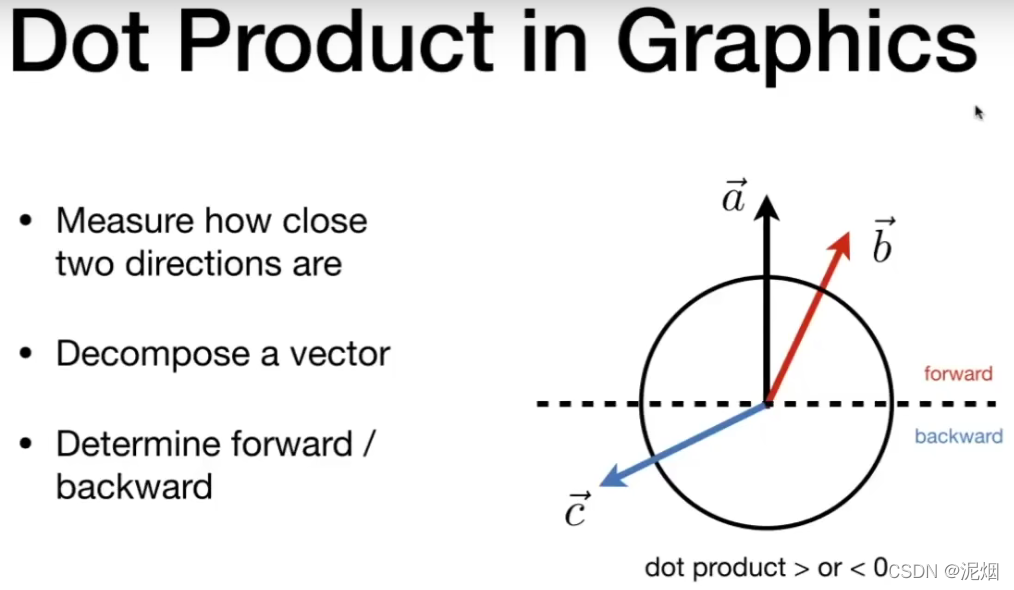 Dot Product in Graphics
• Measure how close
two directions are
• Decompose a vector
• Determine forward /
backward
$\vec{a}$
$\vec{b}$
forward
backward
$\vec{c}$
dot product > or < 0
CSDN @泥烟